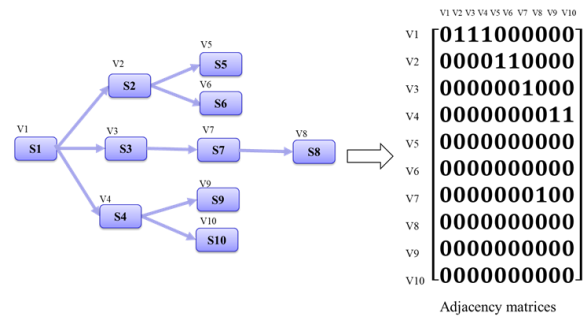 V1 V2 V3 V4 V5 V6 V7 V8 V9 V10
V1 0111000000
V2 0000110000
V3 0000001000
V4 0000000011
V5 0000000000
V6 0000000000
V7 0000000100
V8 0000000000
V9 0000000000
V10 0000000000
Adjacency matrices
V5
S5
V2
S2
V6
S6
V1
S1
V3
S3
V7
S7
V8
S8
V4
S4
V9
S9
V10
S10